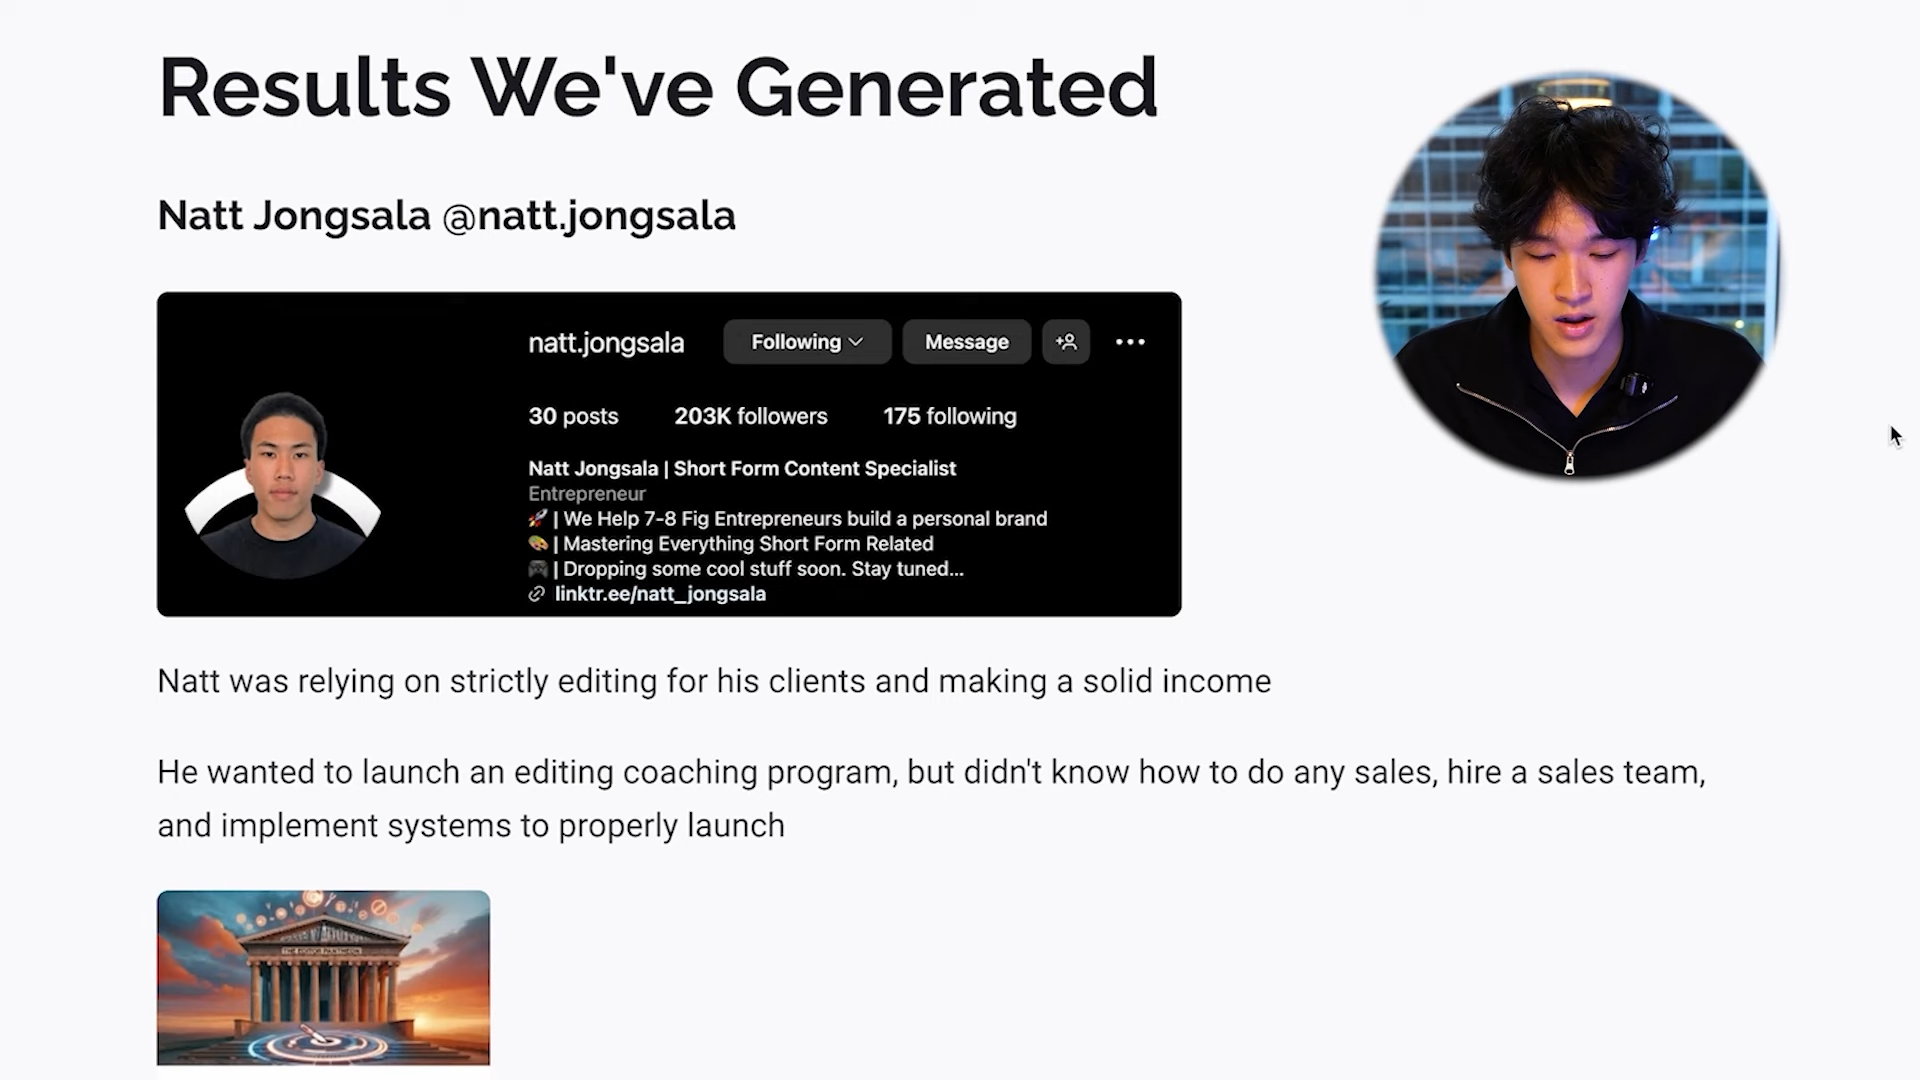 Results We've Generated
Natt Jongsala @natt.jongsala
natt.jongsala
Following
Message
30 posts 203K followers 175 following
Natt Jongsala | Short Form Content Specialist
Entrepreneur
🚀 | We Help 7-8 Fig Entrepreneurs build a personal brand
🎨 | Mastering Everything Short Form Related
🎮 | Dropping some cool stuff soon. Stay tuned...
linktr.ee/natt_jongsala
Natt was relying on strictly editing for his clients and making a solid income
He wanted to launch an editing coaching program, but didn't know how to do any sales, hire a sales team,
and implement systems to properly launch
THE EDITOR PANTHEON